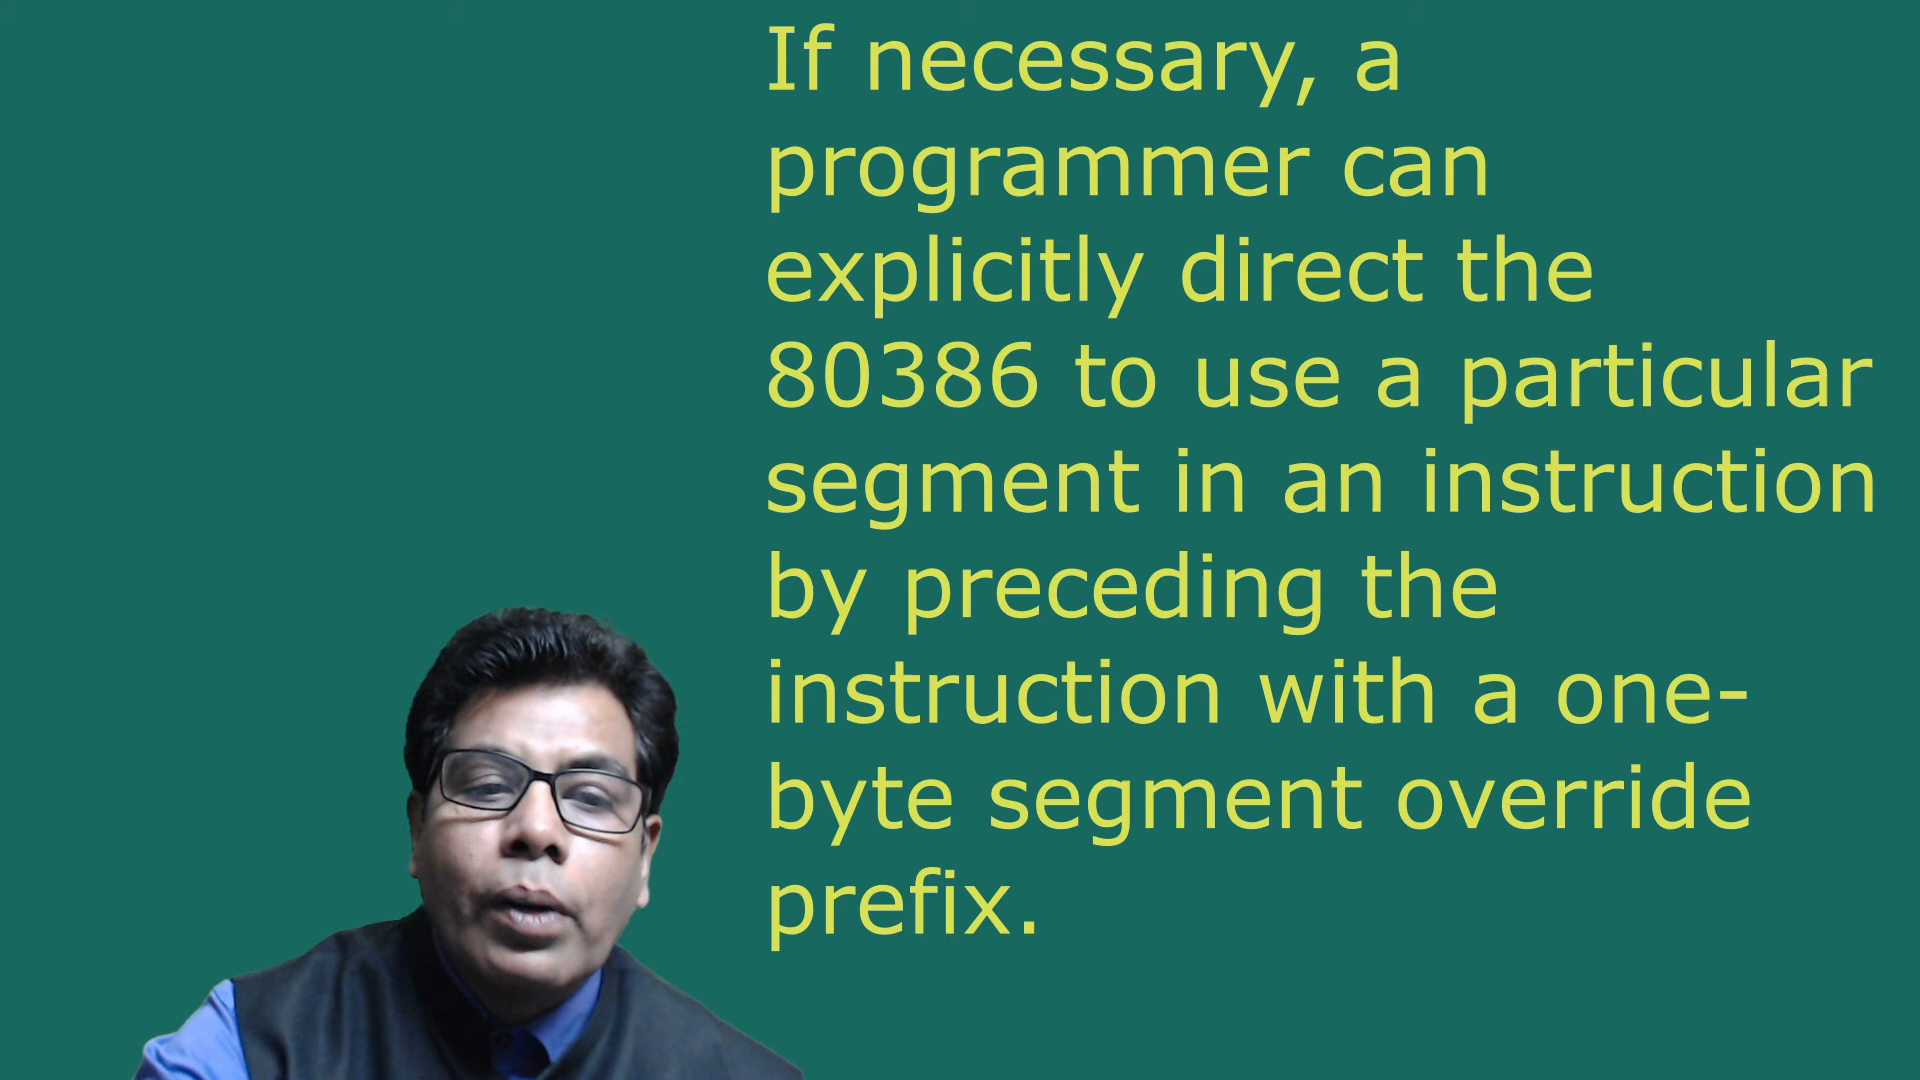 If necessary, a
programmer can
explicitly direct the
80386 to use a particular
segment in an instruction
by preceding the
instruction with a one-
byte segment override
prefix.